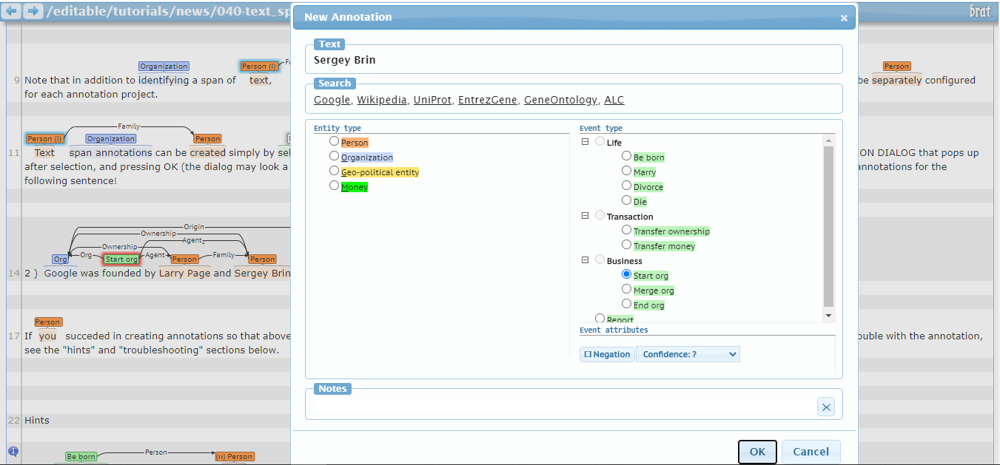 /editable/tutorials/news/040-text_sp
brat
New Annotation
Text
Sergey Brin
Search
Google, Wikipedia, UniProt, EntrezGene, GeneOntology, ALC
Entity type
Person
Organization
Geo-political entity
Money
Event type
Life
Be born
Marry
Divorce
Die
Transaction
Transfer ownership
Transfer money
Business
Start org
Merge org
End org
Report
Event attributes
Negation
Confidence: ?
Notes
OK
Cancel
Organization Person (I) Fa Person
9 Note that in addition to identifying a span of text, be separately configured
for each annotation project.
Family
Person (I) Organization Person
11 Text span annotations can be created simply by sel ON DIALOG that pops up
after selection, and pressing OK (the dialog may look a nnotations for the
following sentence!
Origin
Ownership
Agent2
Ownership
Org Org Start org Agent Person Family Person
14 2 ) Google was founded by Larry Page and Sergey Brin
Person
17 If you succeded in creating annotations so that above ouble with the annotation,
see the "hints" and "troubleshooting" sections below.
22 Hints
Be born Person (n) Person